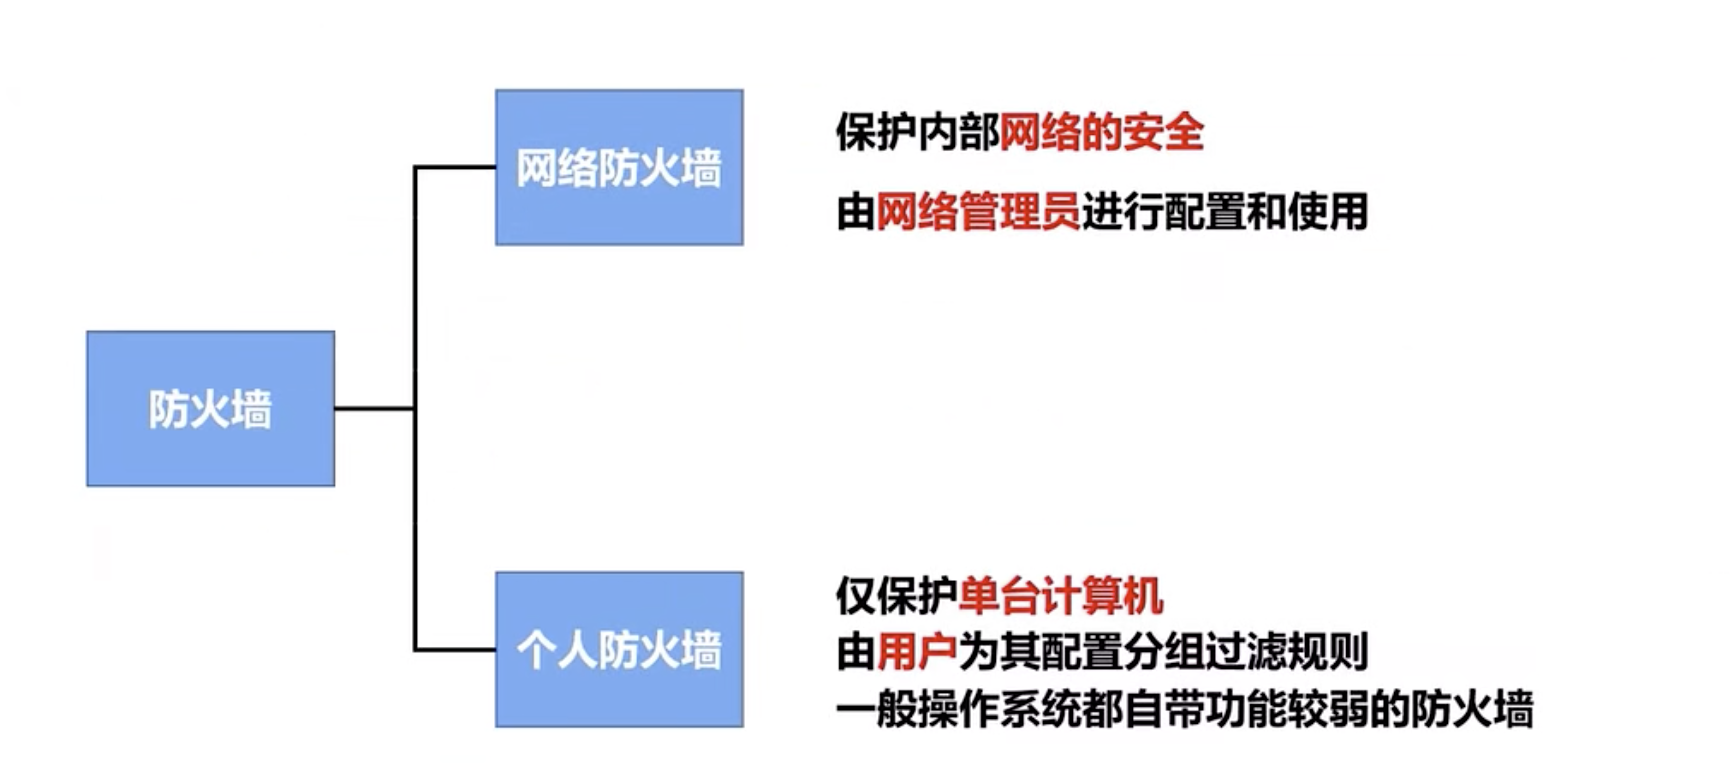 网络防火墙
保护内部网络的安全
由网络管理员进行配置和使用
防火墙
个人防火墙
仅保护单台计算机
由用户为其配置分组过滤规则
一般操作系统都自带功能较弱的防火墙